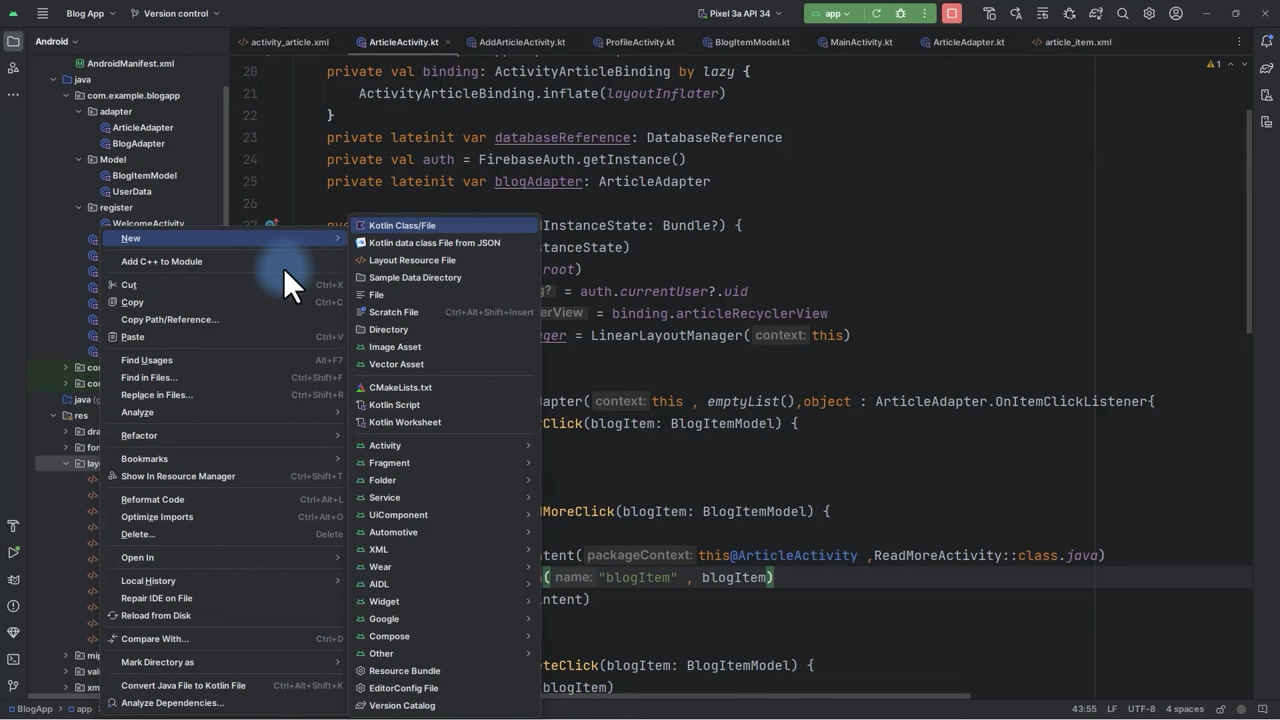 Blog App
Version control
Pixel 3a API 34
app
Android
activity_article.xml
ArticleActivity.kt
AddArticleActivity.kt
ProfileActivity.kt
BlogItemModel.kt
MainActivity.kt
ArticleAdapter.kt
article_item.xml
AndroidManifest.xml
java
com.example.blogapp
adapter
ArticleAdapter
BlogAdapter
Model
BlogItemModel
UserData
register
WelcomeActivity
java
res
20 private val binding: ActivityArticleBinding by lazy {
21 ActivityArticleBinding.inflate(layoutInflater)
22 }
23 private lateinit var databaseReference: DatabaseReference
24 private val auth = FirebaseAuth.getInstance()
25 private lateinit var blogAdapter: ArticleAdapter
26
InstanceState: Bundle?) {
= auth.currentUser?.uid
= binding.articleRecyclerView
= LinearLayoutManager( context: this)
( context: this , emptyList(),object : ArticleAdapter.OnItemClickListener{
Click(blogItem: BlogItemModel) {
MoreClick(blogItem: BlogItemModel) {
( packageContext: this@ArticleActivity ,ReadMoreActivity::class.java)
( name: "blogItem" , blogItem)
Click(blogItem: BlogItemModel) {
blogItem)
New
Add C++ to Module
Cut Ctrl+X
Copy Ctrl+C
Copy Path/Reference...
Paste Ctrl+V
Find Usages Alt+F7
Find in Files... Ctrl+Shift+F
Replace in Files... Ctrl+Shift+R
Analyze
Refactor
Bookmarks
Show In Resource Manager Ctrl+Shift+T
Reformat Code Ctrl+Alt+L
Optimize Imports Ctrl+Alt+O
Delete... Delete
Open In
Local History
Repair IDE on File
Reload from Disk
Compare With... Ctrl+D
Mark Directory as
Convert Java File to Kotlin File Ctrl+Alt+Shift+K
Analyze Dependencies...
Kotlin Class/File
Kotlin data class File from JSON
Layout Resource File
Sample Data Directory
File
Scratch File Ctrl+Alt+Shift+Insert
Directory
Image Asset
Vector Asset
CMakeLists.txt
Kotlin Script
Kotlin Worksheet
Activity
Fragment
Folder
Service
UiComponent
Automotive
XML
Wear
AIDL
Widget
Google
Compose
Other
Resource Bundle
EditorConfig File
Version Catalog
1
BlogApp
app
43:55
LF
UTF-8
4 spaces